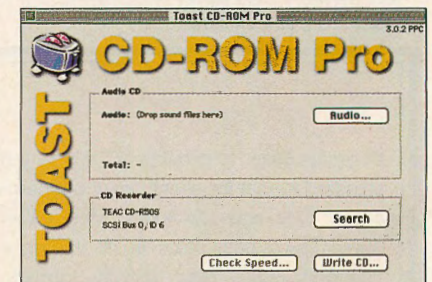 Toast CD-ROM Pro
3.0.2 PPC
CD-ROM Pro
TOAST
Audio CD
Audio: (Drop sound files here)
Audio...
Total: -
CD Recorder
TEAC CD-R50S
SCSI Bus 0, ID 6
Search
Check Speed...
Write CD...